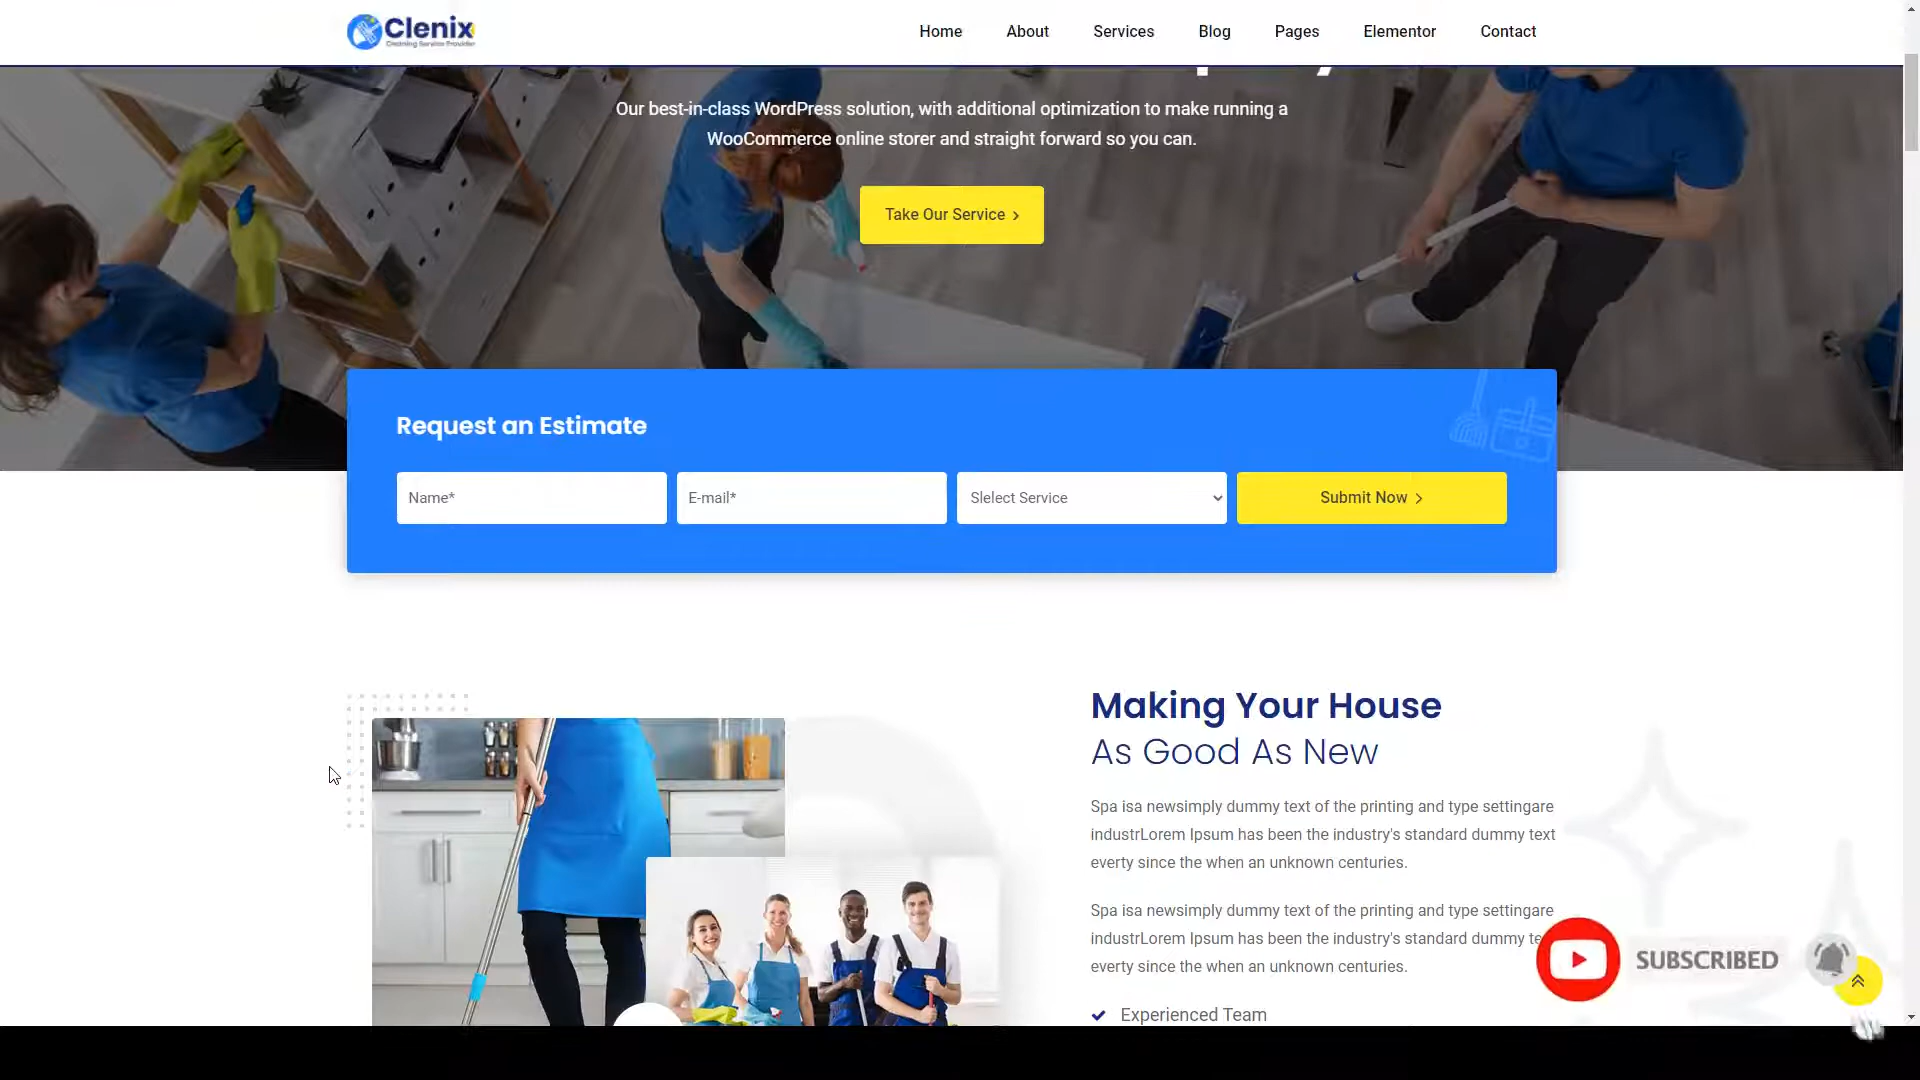 Clenix
Cleaning Service Provider
Home
About
Services
Blog
Pages
Elementor
Contact
Our best-in-class WordPress solution, with additional optimization to make running a
WooCommerce online storer and straight forward so you can.
Take Our Service
Request an Estimate
Name*
E-mail*
Slelect Service
Submit Now
Making Your House
As Good As New
Spa isa newsimply dummy text of the printing and type settingare
industrLorem Ipsum has been the industry's standard dummy text
everty since the when an unknown centuries.
Spa isa newsimply dummy text of the printing and type settingare
industrLorem Ipsum has been the industry's standard dummy
everty since the when an unknown centuries.
SUBSCRIBED
Experienced Team